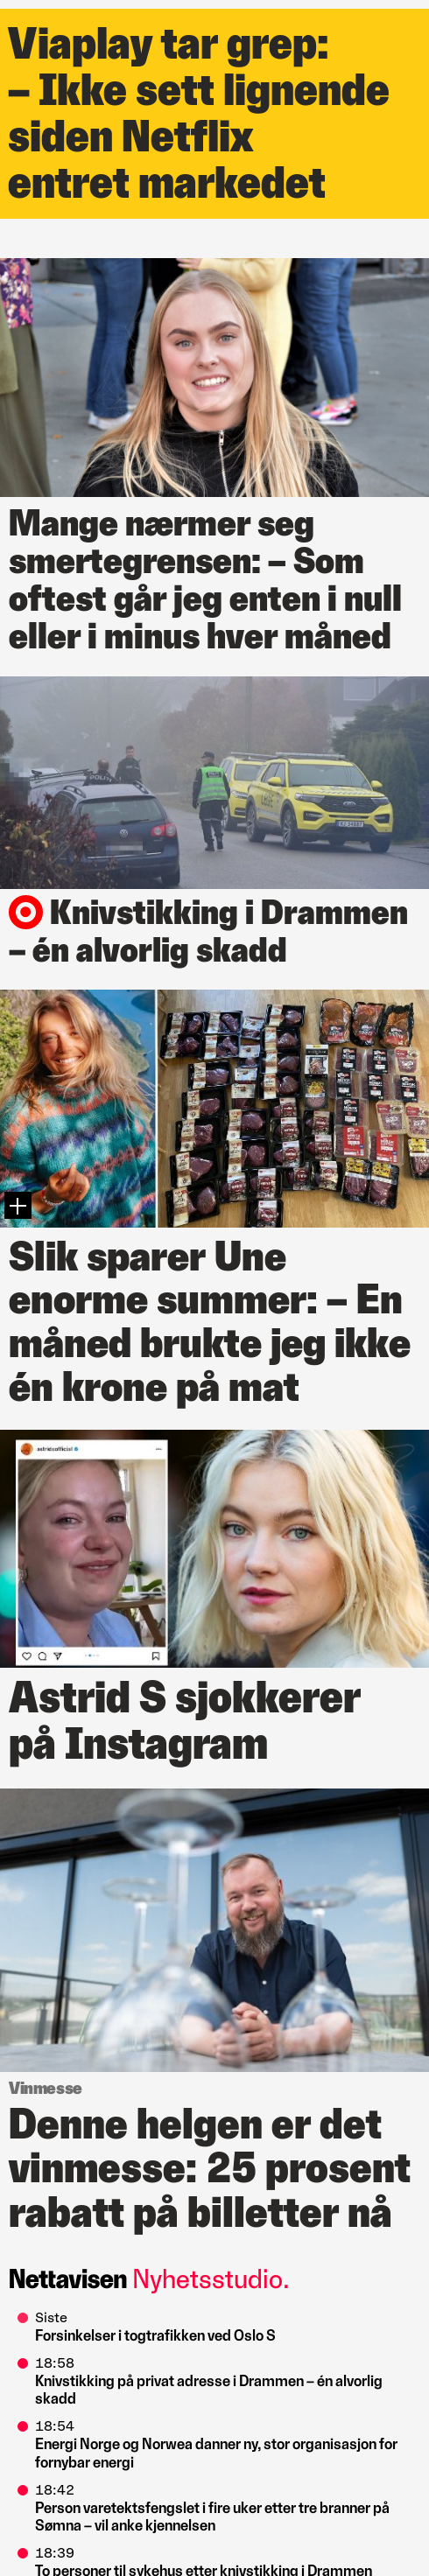 Viaplay tar grep:
– Ikke sett lignende
siden Netflix
entret markedet
Mange nærmer seg
smertegrensen: – Som
oftest går jeg enten i null
eller i minus hver måned
Knivstikking i Drammen
– én alvorlig skadd
Slik sparer Une
enorme summer: – En
måned brukte jeg ikke
én krone på mat
Astrid S sjokkerer
på Instagram
Vinmesse
Denne helgen er det
vinmesse: 25 prosent
rabatt på billetter nå
Nettavisen Nyhetsstudio.
Siste
Forsinkelser i togtrafikken ved Oslo S
18:58
Knivstikking på privat adresse i Drammen – én alvorlig
skadd
18:54
Energi Norge og Norwea danner ny, stor organisasjon for
fornybar energi
18:42
Person varetektsfengslet i fire uker etter tre branner på
Sømna – vil anke kjennelsen
18:39
To personer til sykehus etter knivstikking i Drammen